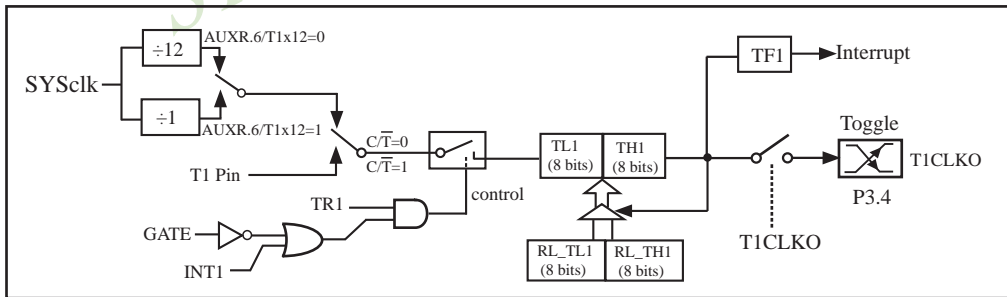 ÷12
AUXR.6/T1x12=0
SYSclk
÷1
AUXR.6/T1x12=1
T1 Pin
C/T̅=0
C/T̅=1
TR1
GATE
INT1
control
TL1
(8 bits)
TH1
(8 bits)
RL_TL1
(8 bits)
RL_TH1
(8 bits)
TF1
Interrupt
Toggle
T1CLKO
P3.4
T1CLKO